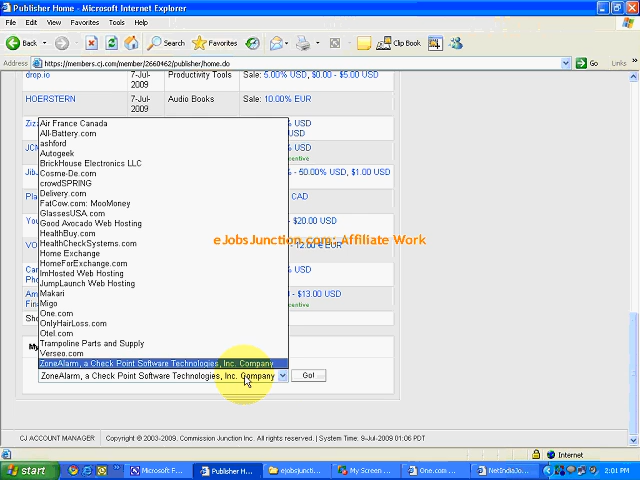 Publisher Home - Microsoft Internet Explorer
File Edit View Favorites Tools Help
Back Search Favorites Clip Book
Address https://members.cj.com/member/2660462/publisher/home.do Go Links
drop.io 7-Jul-2009 Productivity Tools Sale: 5.00% USD, $0.00 - $5.00 USD
HOERSTERN 7-Jul-2009 Audio Books Sale: 10.00% EUR
Air France Canada
All-Battery.com
ashford
Autogeek
BrickHouse Electronics LLC
Cosme-De.com
crowdSPRING
Delivery.com
FatCow.com: MooMoney
GlassesUSA.com
Good Avocado Web Hosting
HealthBuy.com
HealthCheckSystems.com
Home Exchange
HomeForExchange.com
ImHosted Web Hosting
JumpLaunch Web Hosting
Makari
Migo
One.com
OnlyHairLoss.com
Otel.com
Trampoline Parts and Supply
Verseo.com
ZoneAlarm, a Check Point Software Technologies, Inc. Company
ZoneAlarm, a Check Point Software Technologies, Inc. Company Go!
% USD
USD
% USD
centive
- 50.00% USD, $1.00 USD
CAD
- $20.00 USD
- 12.00 € EUR
% USD
- $13.00 USD
centive
eJobsJunction.com: Affiliate Work
CJ ACCOUNT MANAGER Copyright © 2003-2009. Commission Junction Inc. All rights reserved. | System Time: 9-Jul-2009 01:06 PDT
Internet
start Microsoft F... Publisher H... ejobsjuncti... My Screen ... One.com ... NetIndiaJo... 2:01 PM